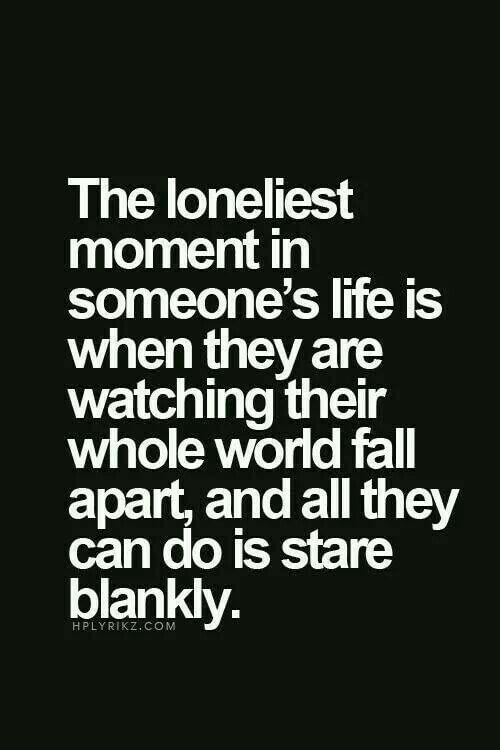 The loneliest
moment in
someone's life is
when they are
watching their
whole world fall
apart, and all they
can do is stare
blankly.
HPLYRIKZ.COM